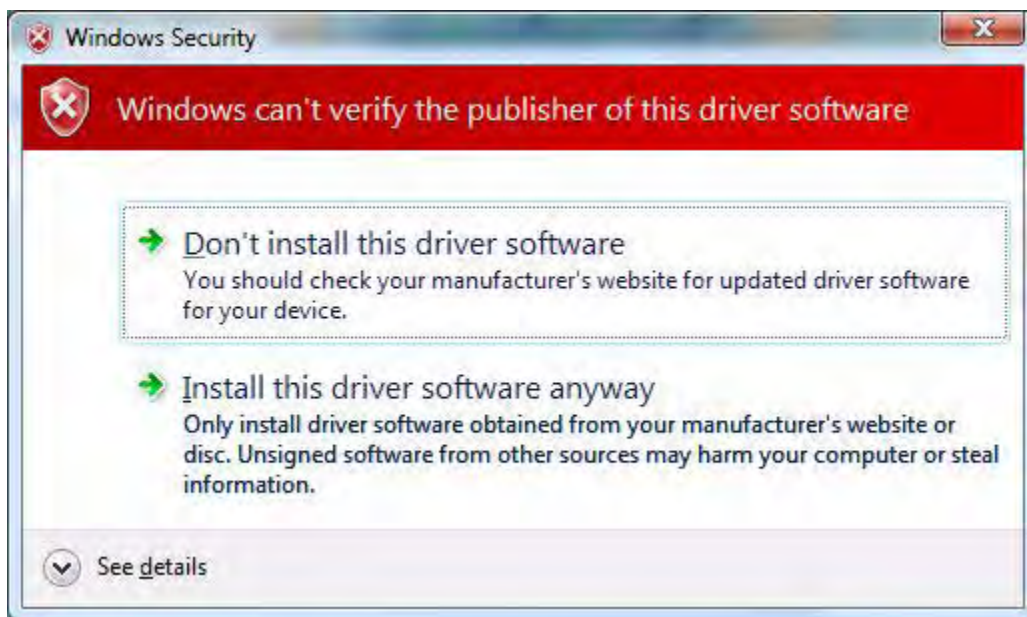 Windows Security
Windows can't verify the publisher of this driver software
Don't install this driver software
You should check your manufacturer's website for updated driver software
for your device.
Install this driver software anyway
Only install driver software obtained from your manufacturer's website or
disc. Unsigned software from other sources may harm your computer or steal
information.
See details